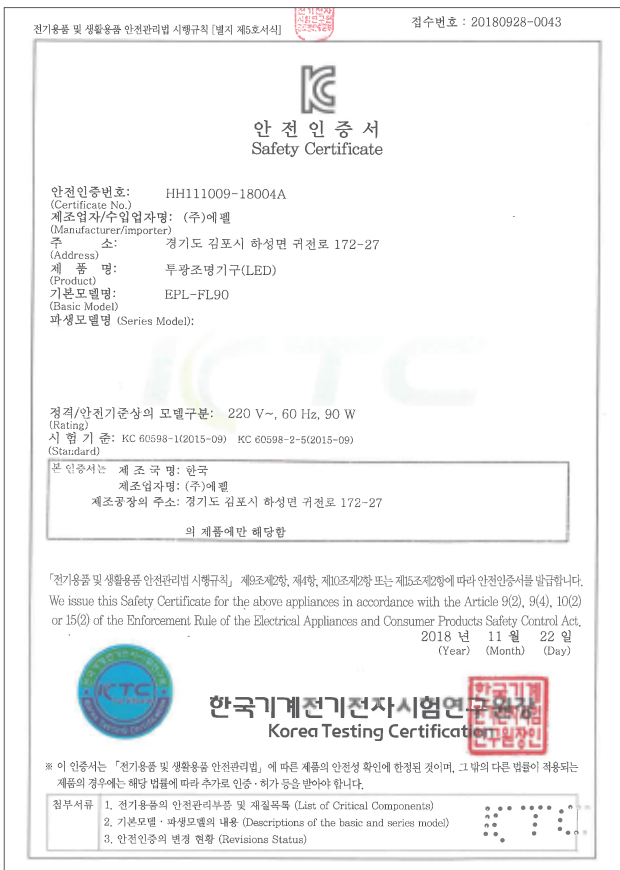 전기용품 및 생활용품 안전관리법 시행규칙 [별지 제5호서식]
접수번호 : 20180928-0043
안 전 인 증 서
Safety Certificate
안전인증번호: HH111009-18004A
(Certificate No.)
제조업자/수입업자명: (주)에펠
(Manufacturer/importer)
주 소: 경기도 김포시 하성면 귀전로 172-27
(Address)
제 품 명: 투광조명기구(LED)
(Product)
기본모델명: EPL-FL90
(Basic Model)
파생모델명 (Series Model):
KTC
정격/안전기준상의 모델구분: 220 V~, 60 Hz, 90 W
(Rating)
시 험 기 준: KC 60598-1(2015-09) KC 60598-2-5(2015-09)
(Standard)
본 인증서는 제 조 국 명: 한국
제조업자명: (주)에펠
제조공장의 주소: 경기도 김포시 하성면 귀전로 172-27
의 제품에만 해당함
「전기용품 및 생활용품 안전관리법 시행규칙」 제9조제2항, 제4항, 제10조제2항 또는 제15조제2항에 따라 안전인증서를 발급합니다.
We issue this Safety Certificate for the above appliances in accordance with the Article 9(2), 9(4), 10(2)
or 15(2) of the Enforcement Rule of the Electrical Appliances and Consumer Products Safety Control Act.
2018 년 11 월 22 일
(Year) (Month) (Day)
KTC
한국기계전기전자시험연구원장
Korea Testing Certification
※ 이 인증서는 「전기용품 및 생활용품 안전관리법」에 따른 제품의 안전성 확인에 한정된 것이며, 그 밖의 다른 법률이 적용되는
제품의 경우에는 해당 법률에 따라 추가로 인증·허가 등을 받아야 합니다.
첨부서류 1. 전기용품의 안전관리부품 및 재질목록 (List of Critical Components)
2. 기본모델·파생모델의 내용 (Descriptions of the basic and series model)
3. 안전인증의 변경 현황 (Revisions Status)
KTC